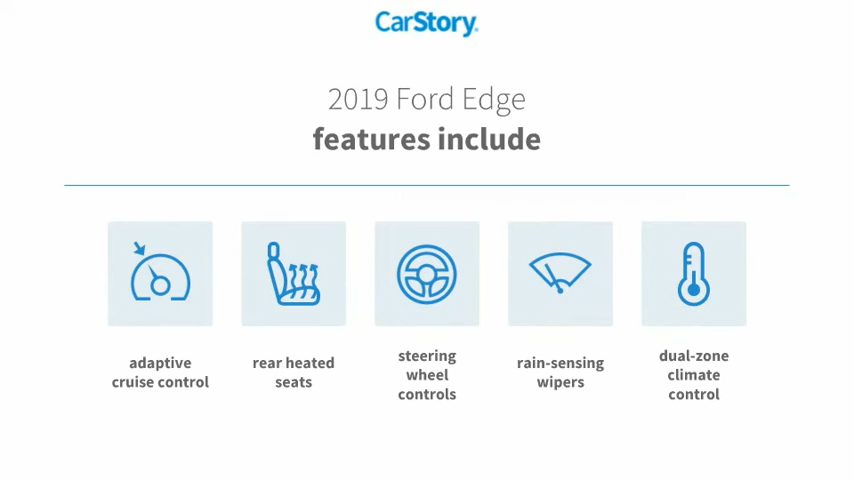 CarStory.
2019 Ford Edge
features include
adaptive
cruise control
rear heated
seats
steering
wheel
controls
rain-sensing
wipers
dual-zone
climate
control